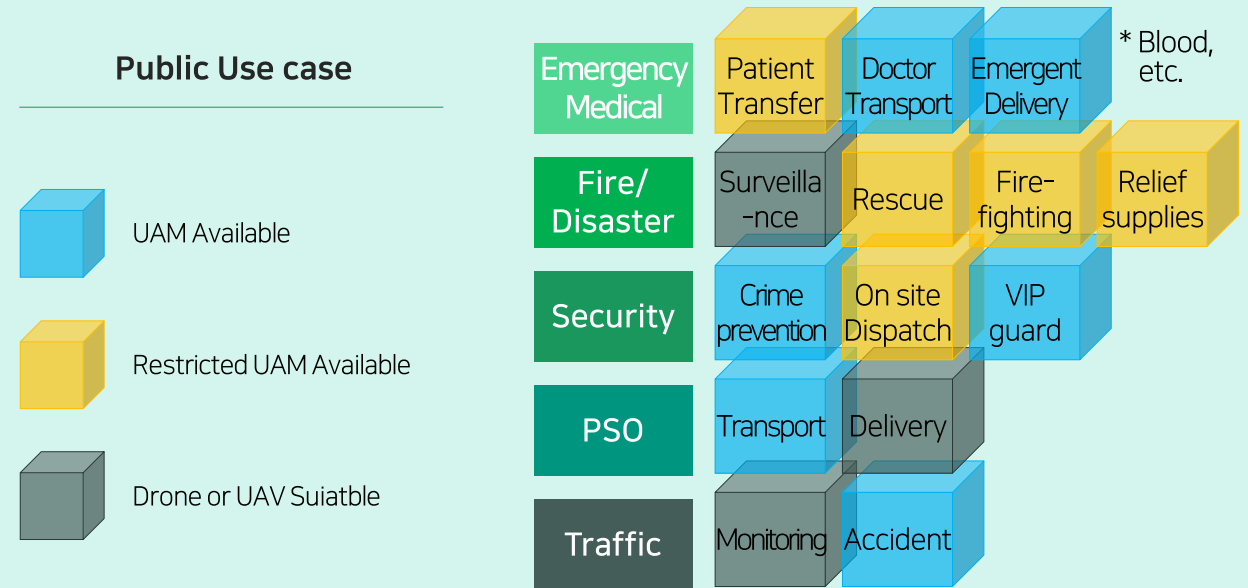 Public Use case
UAM Available
Restricted UAM Available
Drone or UAV Suiatble
Emergency
Medical
Patient
Transfer
Doctor
Transport
Emergent
Delivery
* Blood,
etc.
Fire/
Disaster
Surveilla
-nce
Rescue
Fire-
fighting
Relief
supplies
Security
Crime
prevention
On site
Dispatch
VIP
guard
PSO
Transport
Delivery
Traffic
Monitoring
Accident